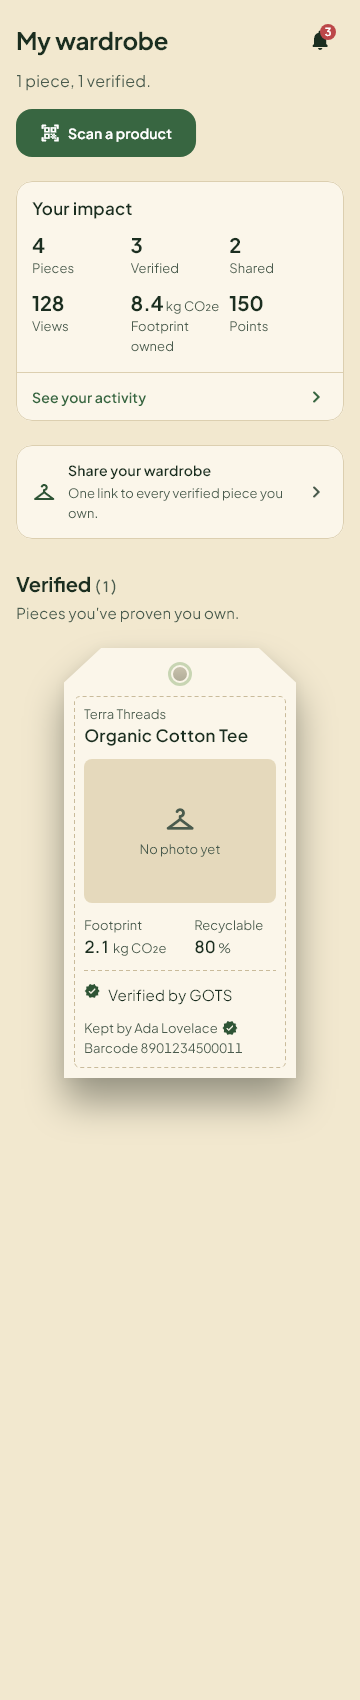 My wardrobe
3
1 piece, 1 verified.
Scan a product
Your impact
4
3
2
Pieces
Verified
Shared
128
8.4 kg CO₂e
150
Views
Footprint owned
Points
See your activity
Share your wardrobe
One link to every verified piece you
own.
Verified (1)
Pieces you've proven you own.
Terra Threads
Organic Cotton Tee
No photo yet
Footprint
Recyclable
2.1 kg CO₂e
80 %
Verified by GOTS
Kept by Ada Lovelace
Barcode 8901234500011